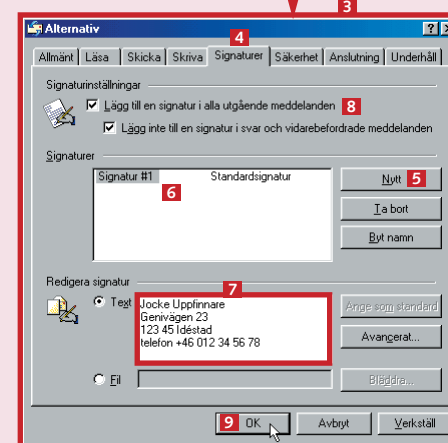 3
Alternativ
4
Allmänt Läsa Skicka Skriva Signaturer Säkerhet Anslutning Underhåll
Signaturinställningar
Lägg till en signatur i alla utgående meddelanden 8
Lägg inte till en signatur i svar och vidarebefordrade meddelanden
Signaturer
Signatur #1 Standardsignatur
6
Nytt 5
Ta bort
Byt namn
Redigera signatur
7
Text
Jocke Uppfinnare
Genivägen 23
123 45 Idéstad
telefon +46 012 34 56 78
Ange som standard
Avancerat...
Fil
Bläddra...
9 OK Avbryt Verkställ